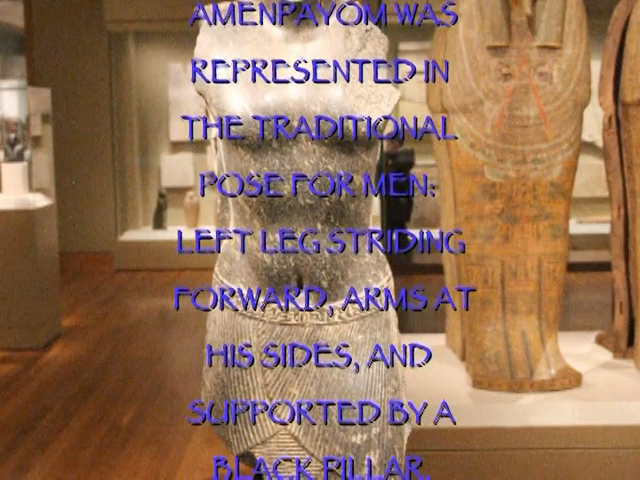 AMENPAYOM WAS
REPRESENTED IN
THE TRADITIONAL
POSE FOR MEN:
LEFT LEG STRIDING
FORWARD, ARMS AT
HIS SIDES, AND
SUPPORTED BY A
BLACK PILLAR.